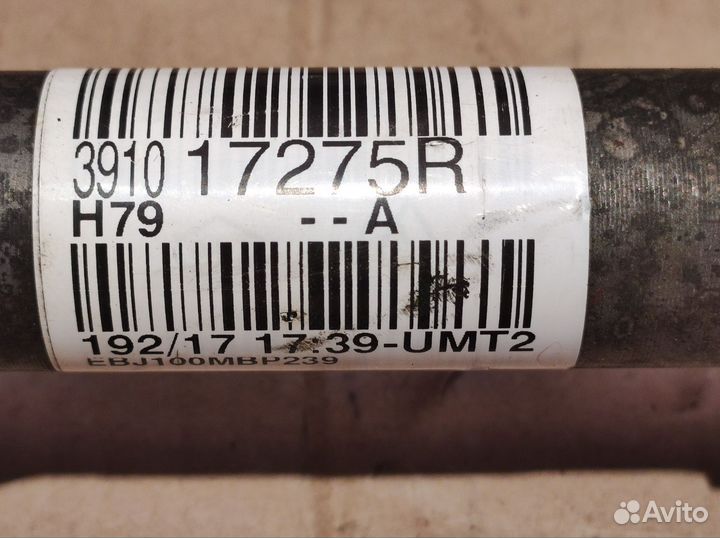 3910 17275R
H79 --A
192/17 17.39-UMT2
EBJ100MBP239
Avito